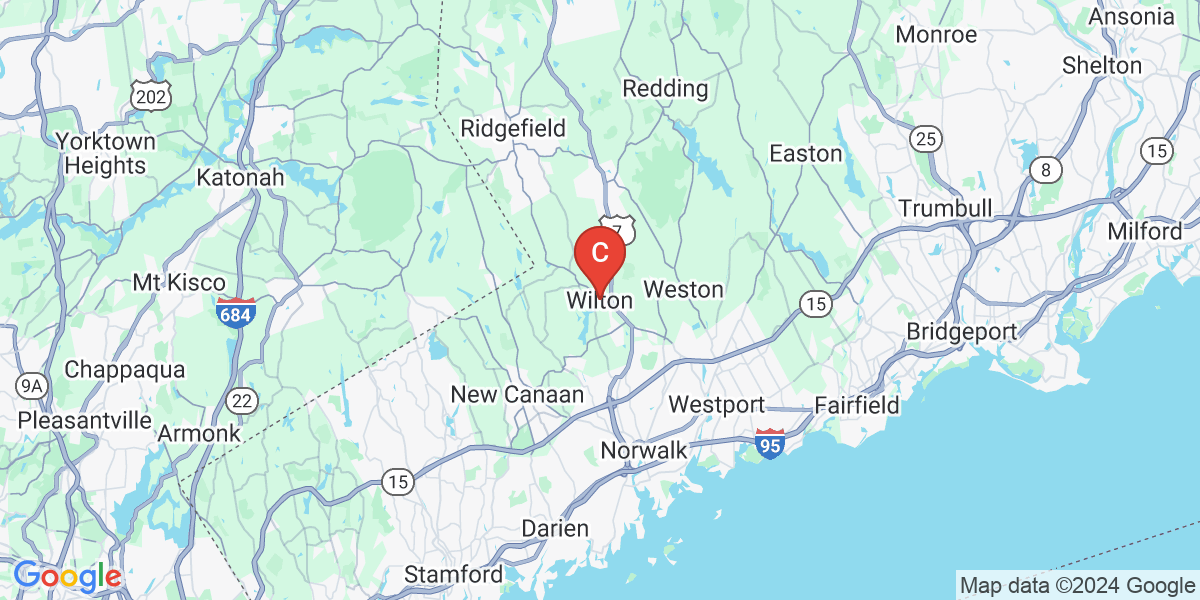 Ansonia
Monroe
Shelton
Redding
202
Ridgefield
Yorktown
Heights
25
15
Easton
8
Katonah
Trumbull
7
Milford
C
Mt Kisco
Weston
Wilton
15
684
Bridgeport
Chappaqua
9A
New Canaan
22
Westport
Fairfield
Pleasantville
Armonk
95
Norwalk
15
Darien
Stamford
Google
Map data ©2024 Google